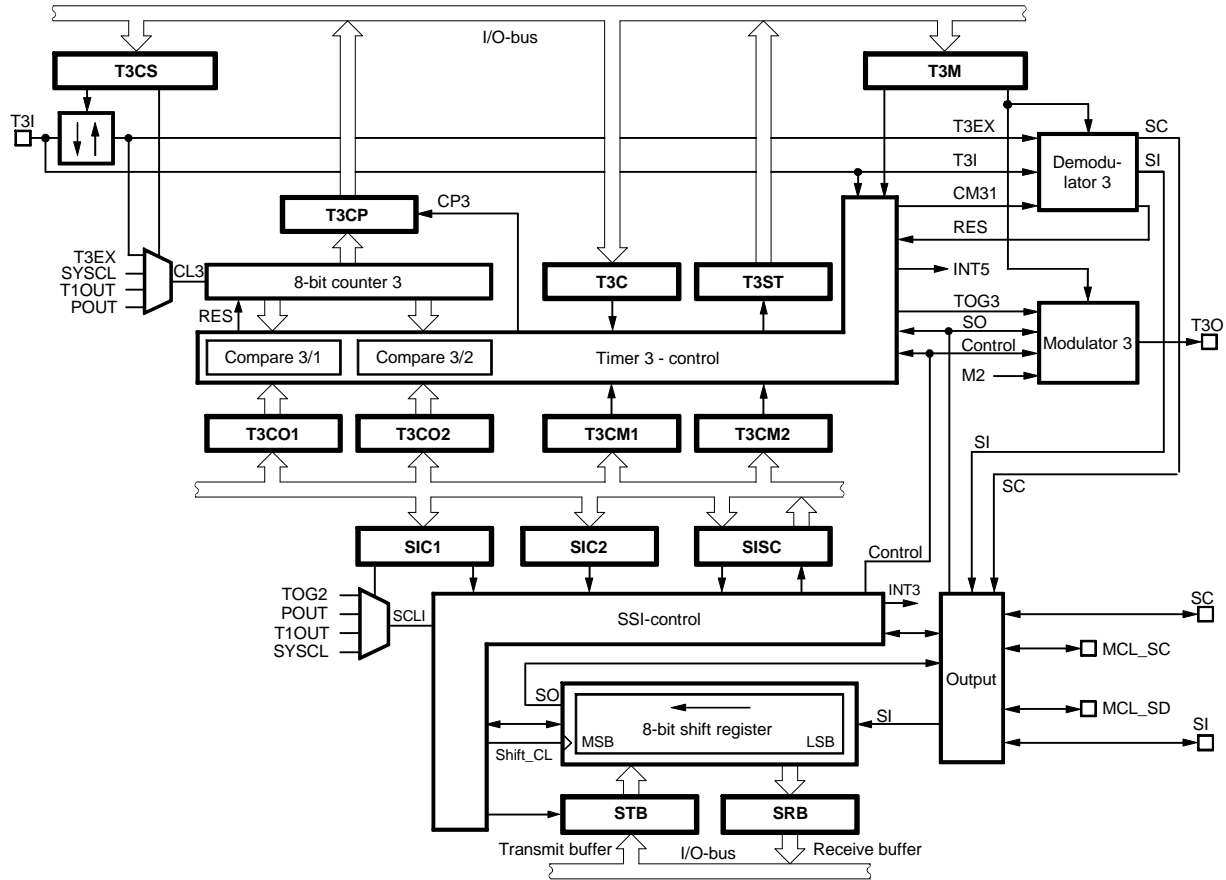 I/O-bus
T3CS
T3M
T3I
T3EX
SC
T3I
SI
Demodu-
lator 3
CM31
T3CP
CP3
RES
T3EX
SYSCL
T1OUT
POUT
CL3
8-bit counter 3
T3C
T3ST
INT5
RES
TOG3
SO
Control
M2
Modulator 3
T3O
Compare 3/1
Compare 3/2
Timer 3 - control
T3CO1
T3CO2
T3CM1
T3CM2
SI
SC
SIC1
SIC2
SISC
Control
TOG2
POUT
T1OUT
SYSCL
SCLI
SSI-control
INT3
Output
SC
MCL_SC
MCL_SD
SI
SO
8-bit shift register
MSB
LSB
SI
Shift_CL
STB
SRB
Transmit buffer
I/O-bus
Receive buffer